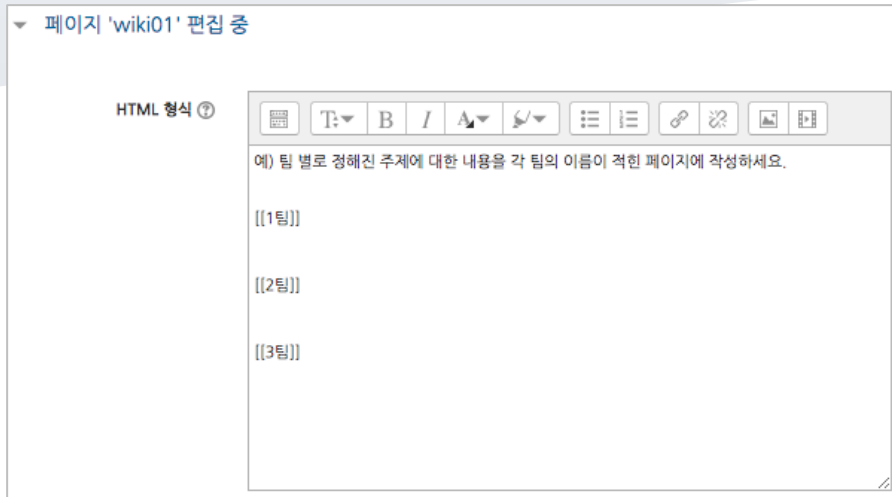 페이지 'wiki01' 편집 중
HTML 형식
예) 팀 별로 정해진 주제에 대한 내용을 각 팀의 이름이 적힌 페이지에 작성하세요.
[[1팀]]
[[2팀]]
[[3팀]]